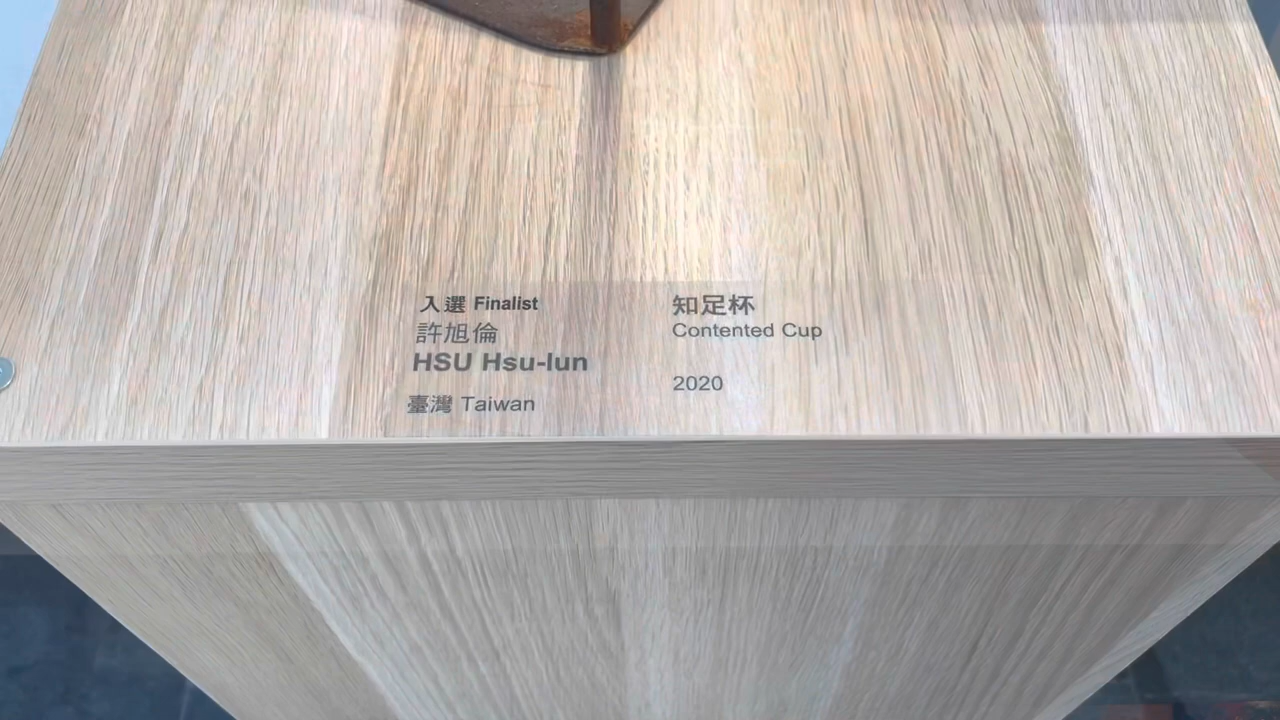 入選 Finalist
許旭倫
HSU Hsu-lun
臺灣 Taiwan
知足杯
Contented Cup
2020